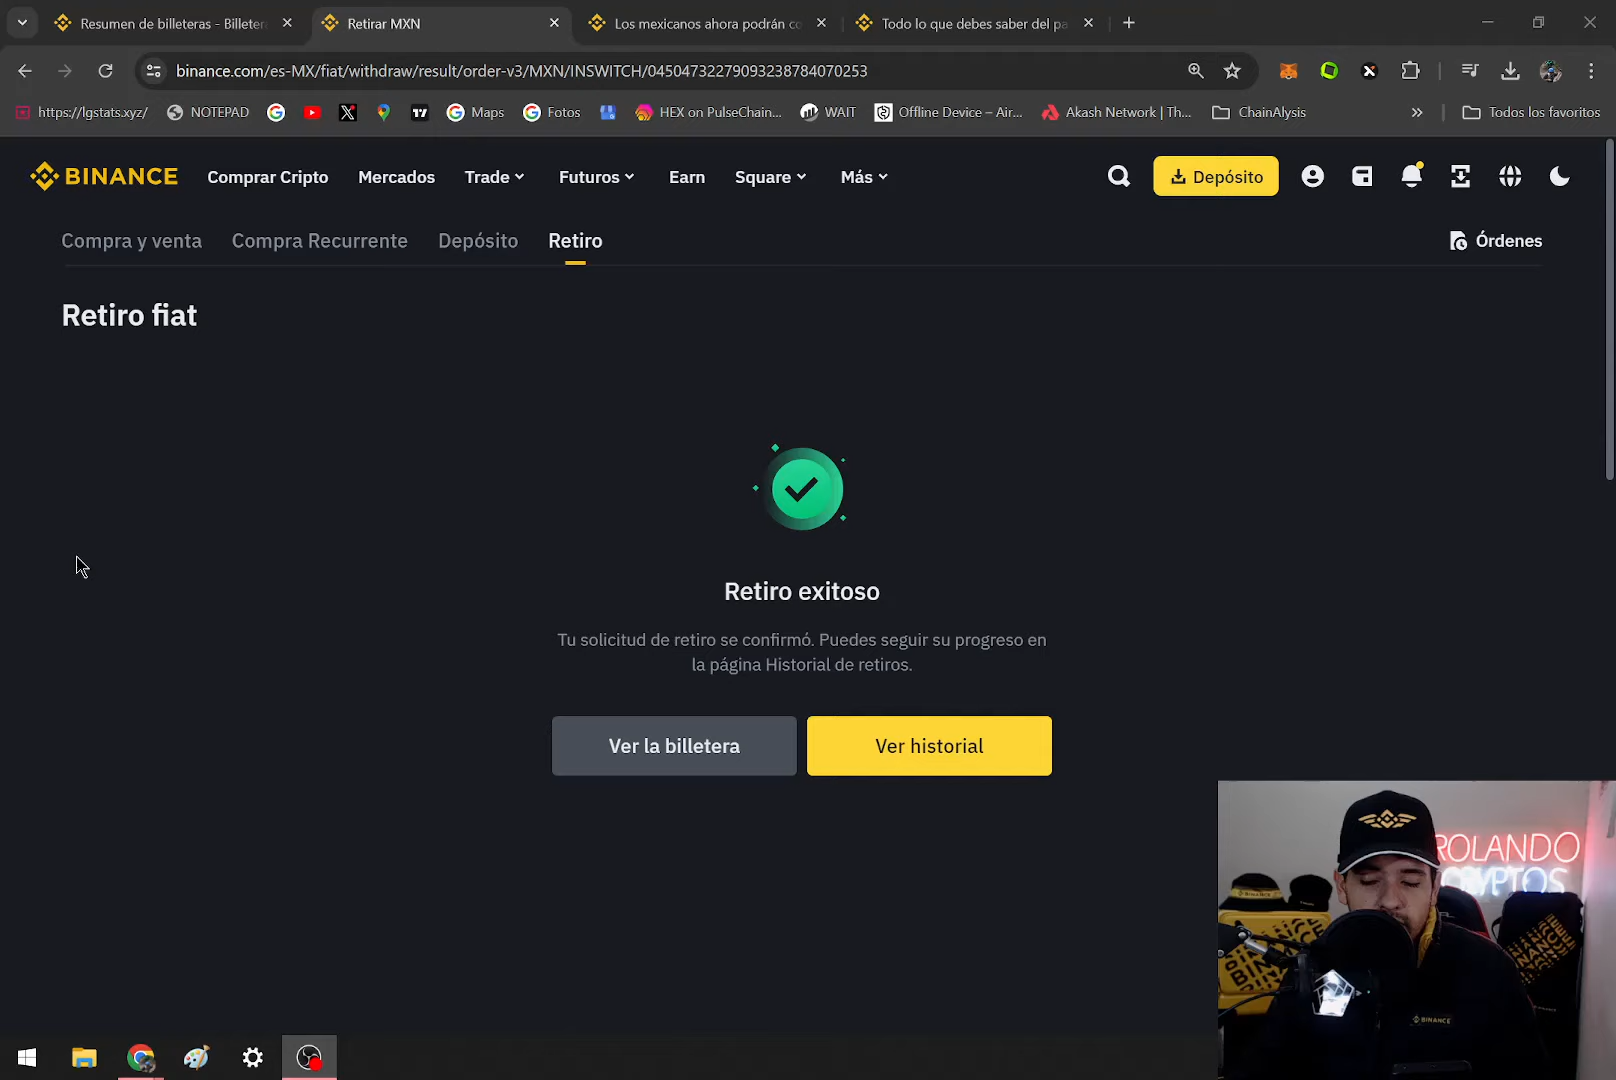 Resumen de billeteras - Billeter
Retirar MXN
Los mexicanos ahora podrán co
Todo lo que debes saber del pa
binance.com/es-MX/fiat/withdraw/result/order-v3/MXN/INSWITCH/04504732279093238784070253
https://lgstats.xyz/
NOTEPAD
Maps
Fotos
HEX on PulseChain...
WAIT
Offline Device – Air...
Akash Network | Th...
ChainAlysis
Todos los favoritos
BINANCE
Comprar Cripto
Mercados
Trade
Futuros
Earn
Square
Más
Depósito
Compra y venta
Compra Recurrente
Depósito
Retiro
Órdenes
Retiro fiat
Retiro exitoso
Tu solicitud de retiro se confirmó. Puedes seguir su progreso en
la página Historial de retiros.
Ver la billetera
Ver historial
ROLANDO
CRYPTOS
BINANCE